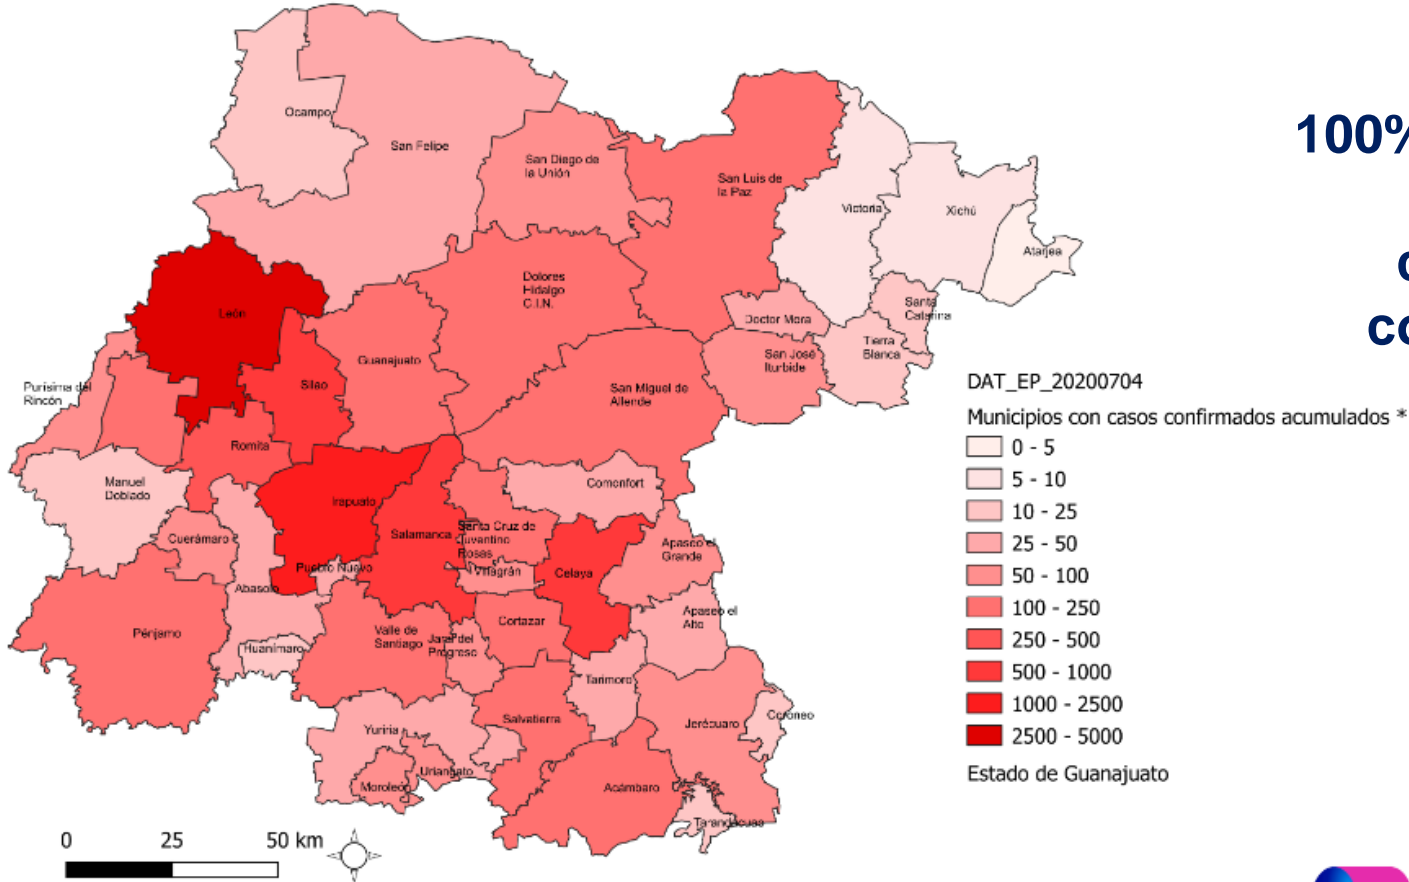 Ocampo
San Felipe
San Diego de
la Unión
San Luis de
la Paz
Victoria
Xichú
Atarjea
100%
León
Dolores
Hidalgo
C.I.N.
Doctor Mora
Santa
Catarina
Tierra
Blanca
Guanajuato
San José
Iturbide
Silao
San Miguel de
Allende
Purísima del
Rincón
Romita
Manuel
Doblado
Irapuato
Comonfort
Cuerámaro
Salamanca
Santa Cruz de
Juventino
Rosas
Apaseo el
Grande
Pueblo Nuevo
Villagrán
Celaya
Abasolo
Apaseo el
Alto
Pénjamo
Valle de
Santiago
Jaral del
Progreso
Cortazar
Huanímaro
Tarimoro
Yuriria
Salvatierra
Jerécuaro
Coroneo
Uriangato
Moroleón
Acámbaro
Tarandacuao
DAT_EP_20200704
Municipios con casos confirmados acumulados *
0 - 5
5 - 10
10 - 25
25 - 50
50 - 100
100 - 250
250 - 500
500 - 1000
1000 - 2500
2500 - 5000
Estado de Guanajuato
0 25 50 km